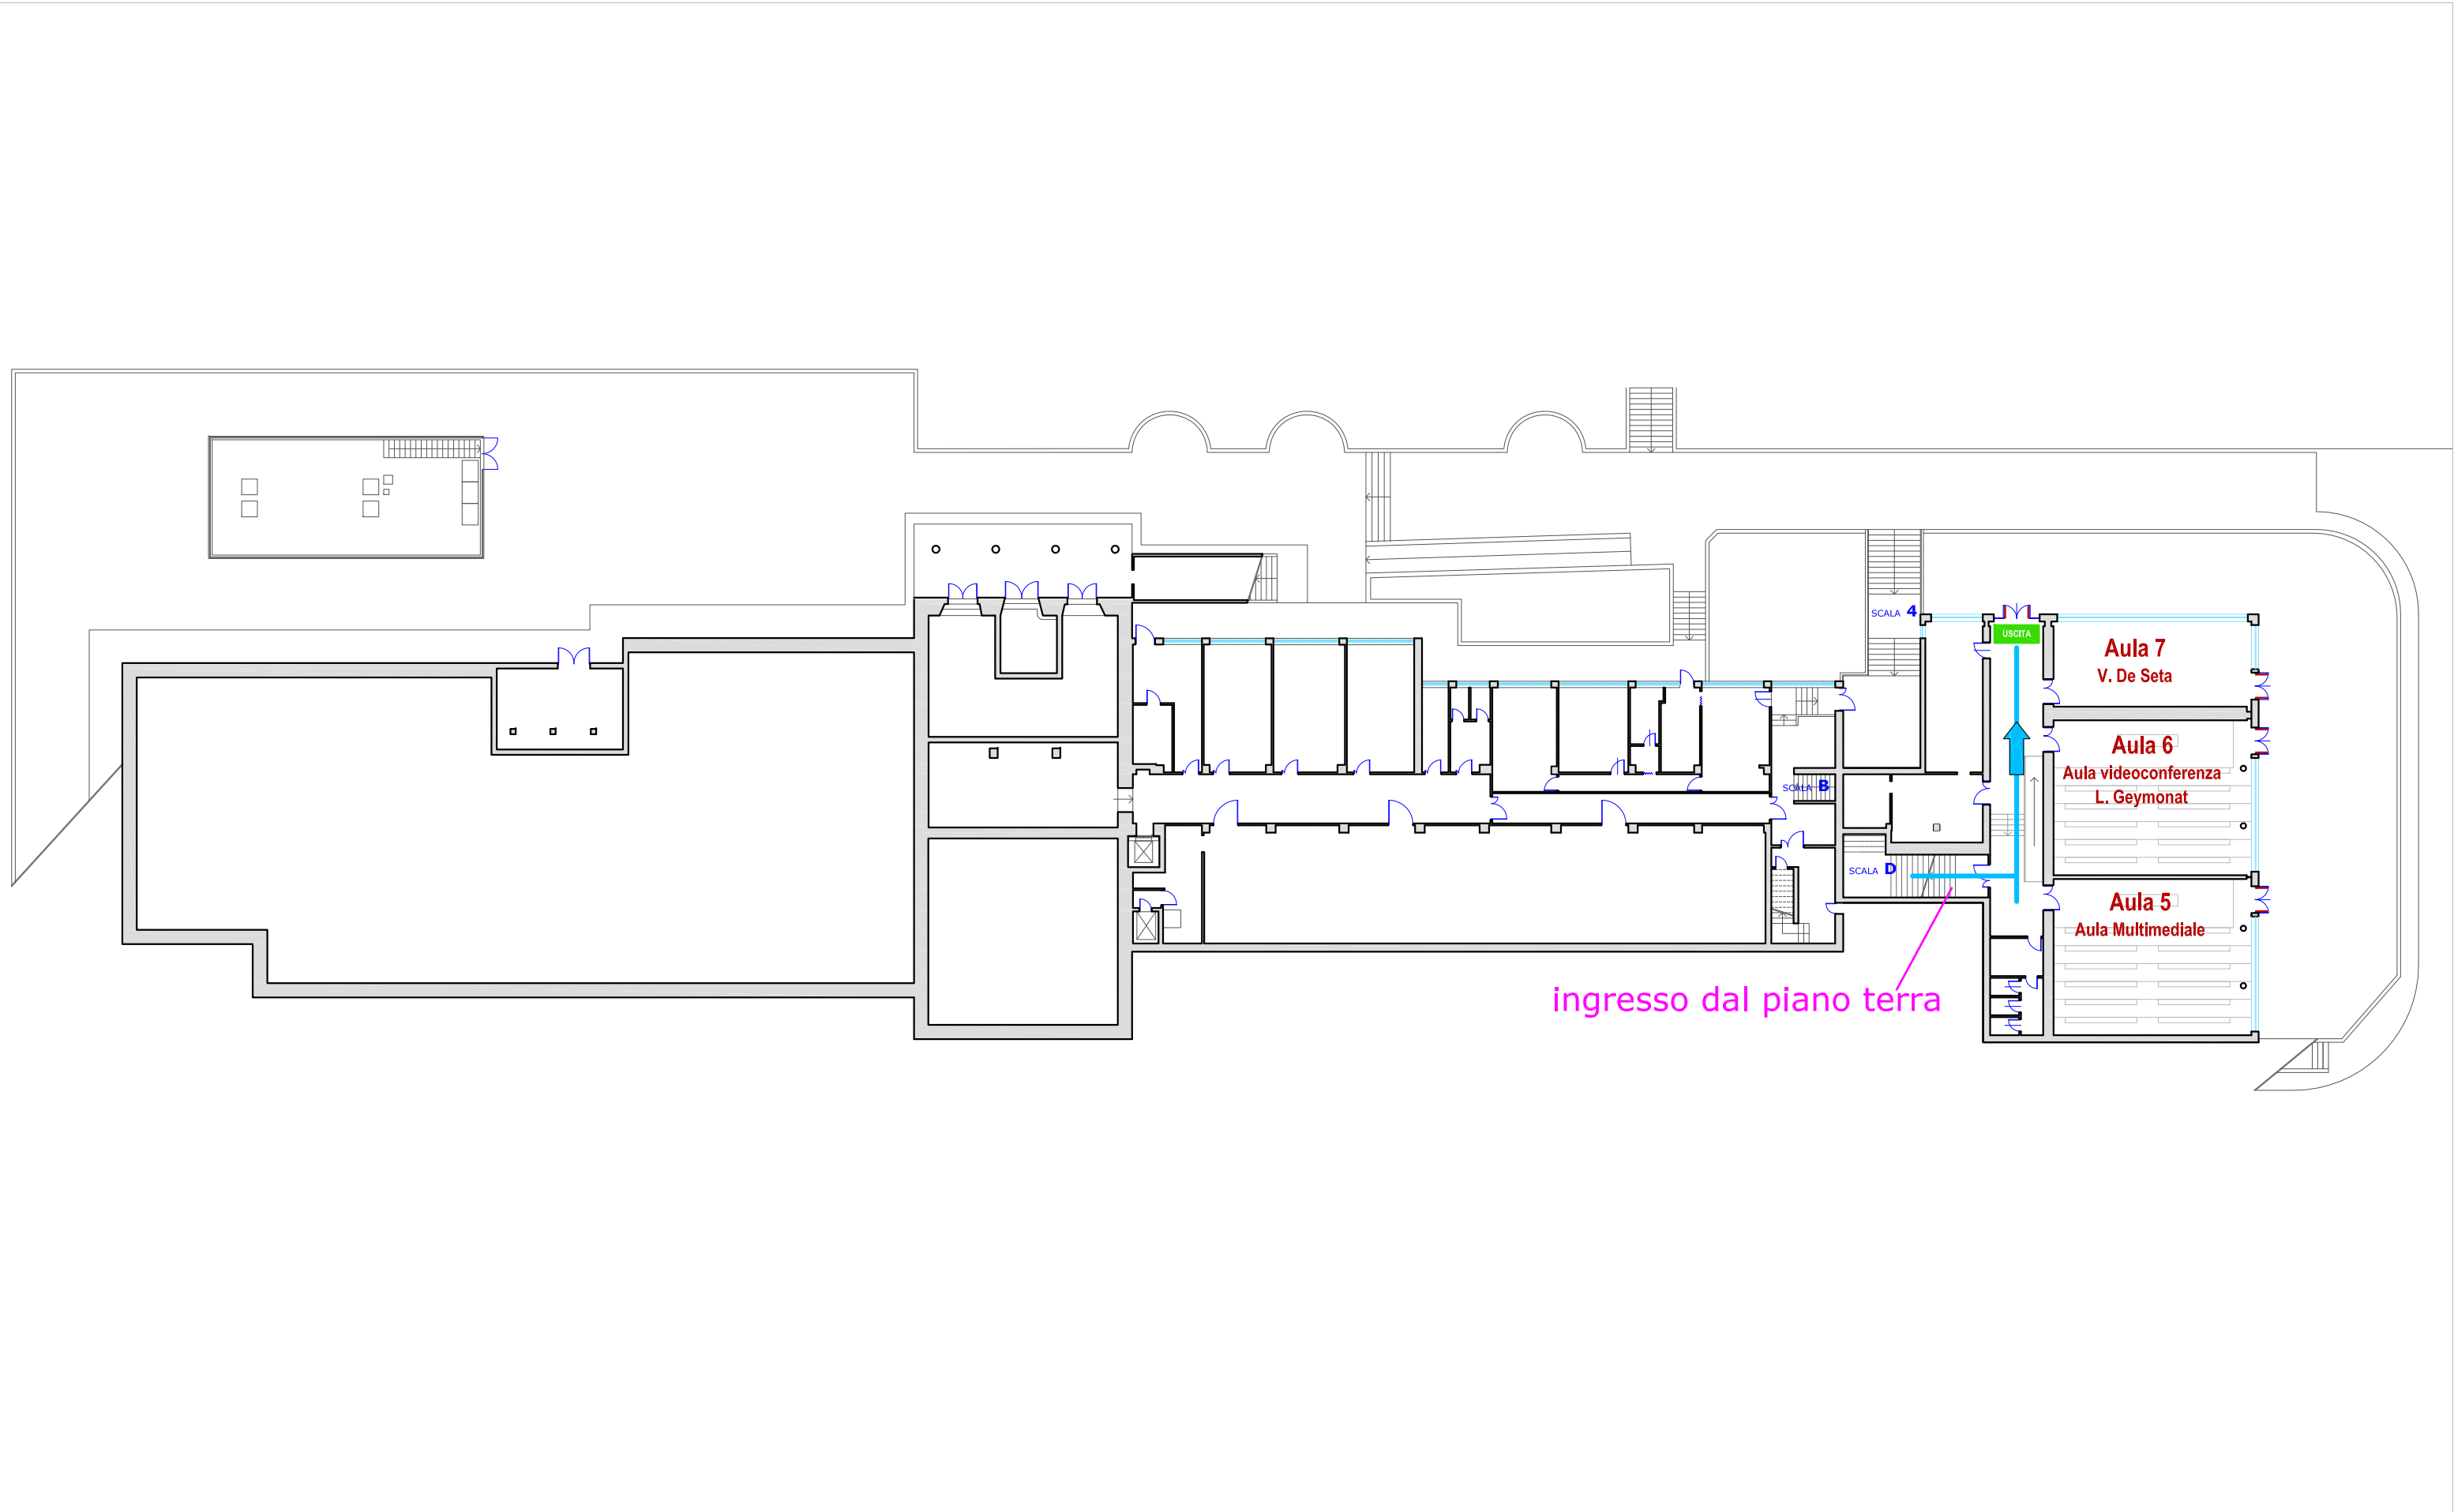 SCALA 4
USCITA
Aula 7
V. De Seta
Aula 6
Aula videoconferenza
L. Geymonat
SCALA B
SCALA D
Aula 5
Aula Multimediale
ingresso dal piano terra